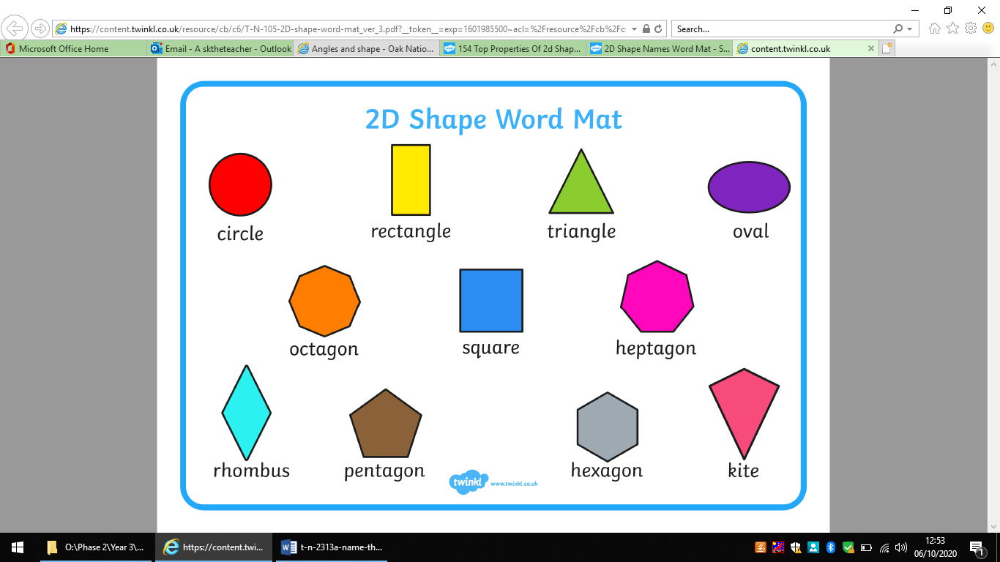 https://content.twinkl.co.uk/resource/cb/c6/T-N-105-2D-shape-word-mat_ver_3.pdf?__token__=exp=1601985500~acl=%2Fresource%2Fcb%2Fc
Search...
Microsoft Office Home
Email - A sktheteacher - Outlook
Angles and shape - Oak Natio...
154 Top Properties Of 2d Shap...
2D Shape Names Word Mat - S...
content.twinkl.co.uk
2D Shape Word Mat
circle
rectangle
triangle
oval
octagon
square
heptagon
rhombus
pentagon
hexagon
kite
twinkl
www.twinkl.co.uk
O:\Phase 2\Year 3\...
https://content.twi...
t-n-2313a-name-th...
12:53
06/10/2020
1